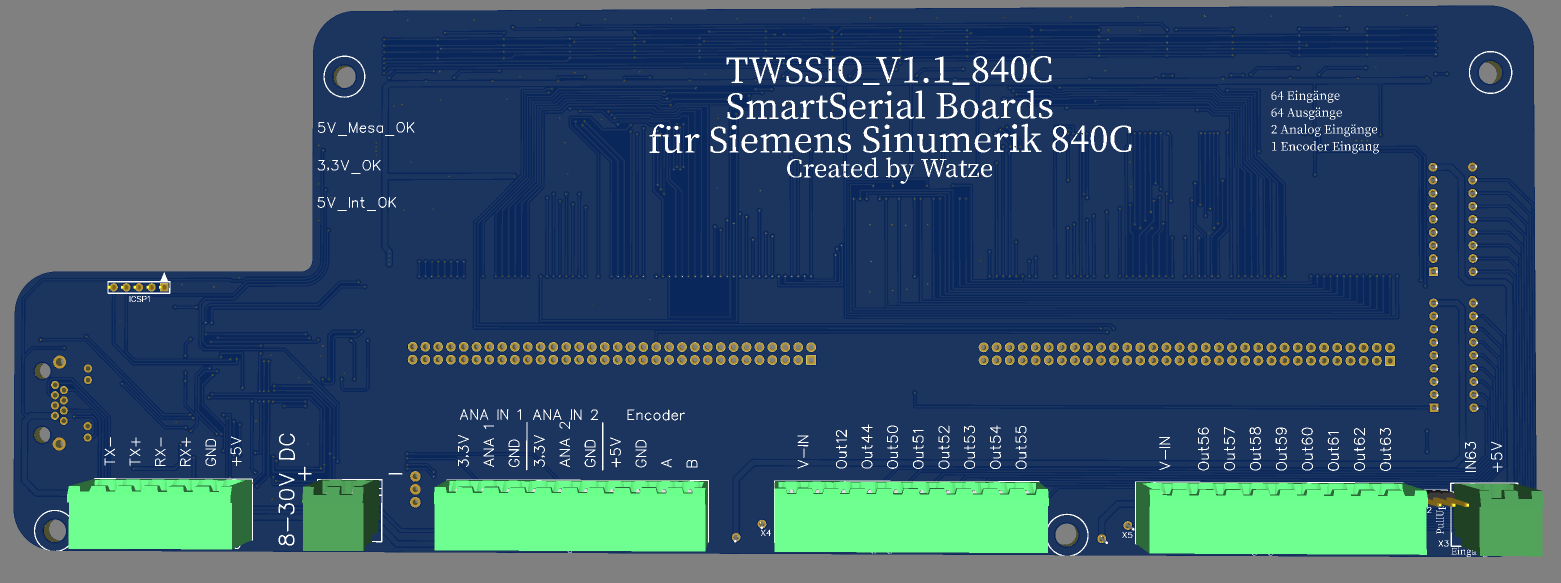 TWSSIO_V1.1_840C
SmartSerial Boards
für Siemens Sinumerik 840C
Created by Watze
64 Eingänge
64 Ausgänge
2 Analog Eingänge
1 Encoder Eingang
5V_Mesa_OK
3,3V_OK
5V_Int_OK
ICSP1
ANA IN 1
ANA IN 2
Encoder
TX-
TX+
RX-
RX+
GND
+5V
8-30V DC
+
-
3,3V
ANA 1
GND
3,3V
ANA 2
GND
+5V
GND
A
B
V-IN
Out12
Out44
Out50
Out51
Out52
Out53
Out54
Out55
V-IN
Out56
Out57
Out58
Out59
Out60
Out61
Out62
Out63
IN63
+5V
X4
X5
X3